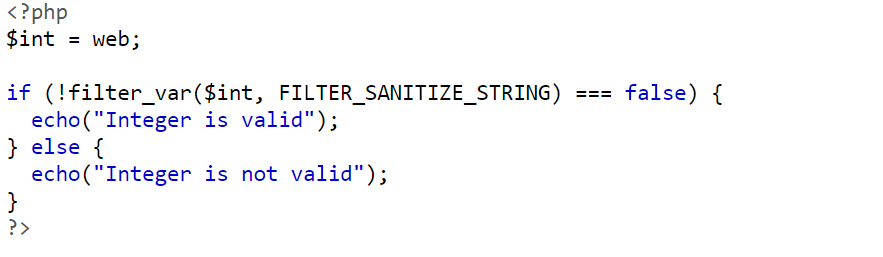 <?php
$int = web;

if (!filter_var($int, FILTER_SANITIZE_STRING) === false) {
  echo("Integer is valid");
} else {
  echo("Integer is not valid");
}
?>